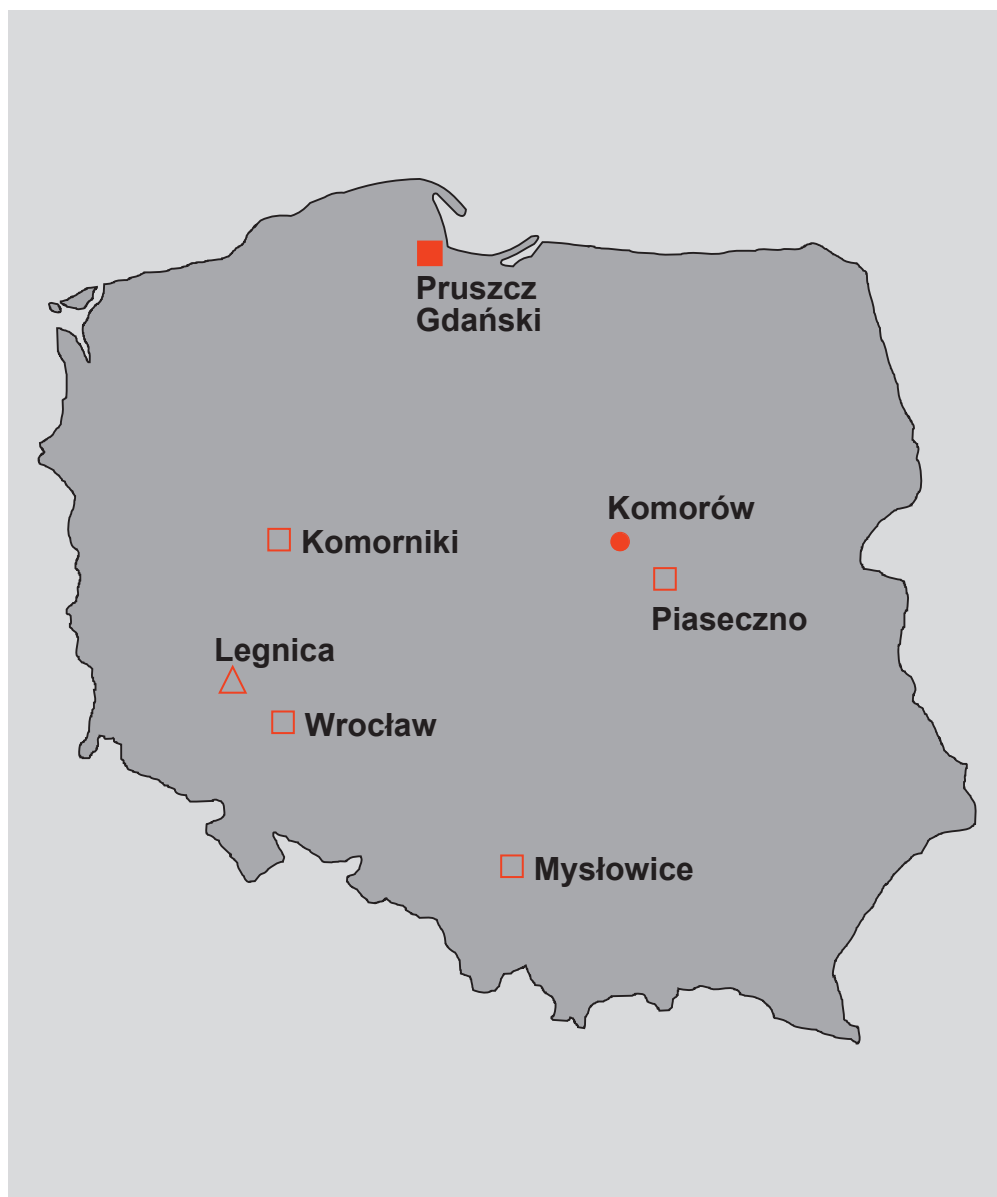 Pruszcz
Gdański
Komorów
Komorniki
Piaseczno
Legnica
Wrocław
Mysłowice